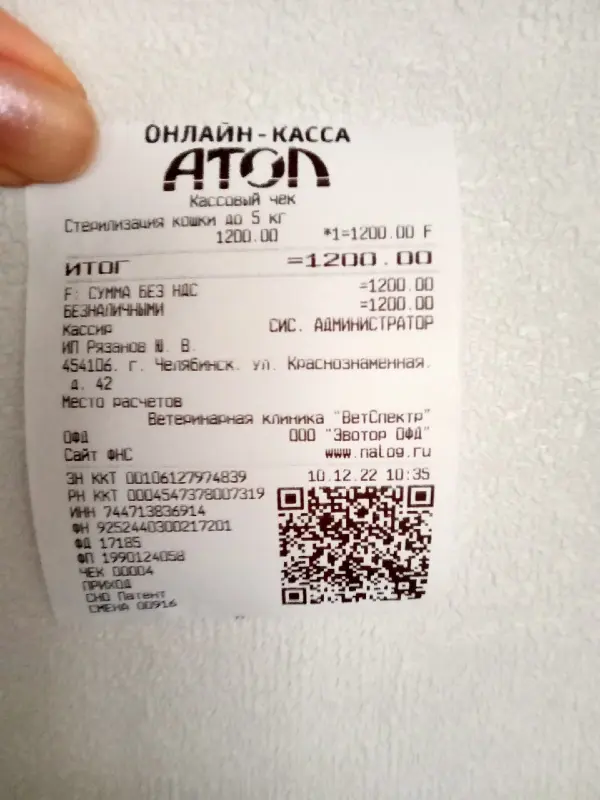 ОНЛАЙН-КАССА
АТОЛ
Кассовый чек
Стерилизация кошки до 5 кг
1200.00 *1=1200.00 F
ИТОГ =1200.00
F: СУММА БЕЗ НДС =1200.00
БЕЗНАЛИЧНЫМИ =1200.00
Кассир СИС. АДМИНИСТРАТОР
ИП Рязанов Ю. В.
454106. г. Челябинск. ул. Краснознаменная.
д. 42
Место расчетов
Ветеринарная клиника "ВетСпектр"
ОФД ООО "Эвотор ОФД"
Сайт ФНС www.nalog.ru
ЗН ККТ 00106127974839 10.12.22 10:35
РН ККТ 0004547378007319
ИНН 744713836914
ФН 9252440300217201
ФД 17185
ФП 1990124058
ЧЕК 00004
ПРИХОД
СНО Патент
СМЕНА 00916